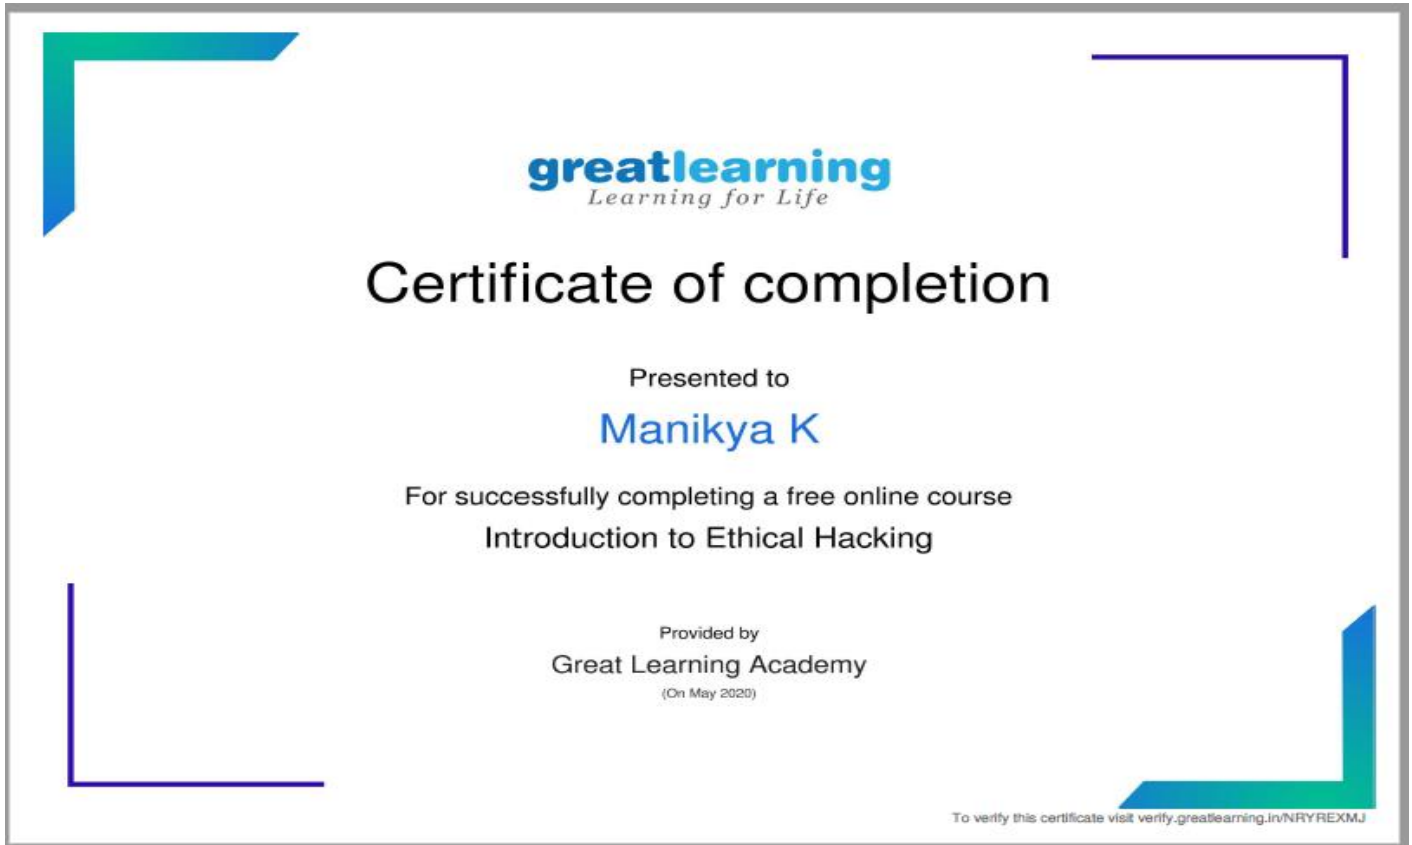 greatlearning
Learning for Life
Certificate of completion
Presented to
Manikya K
For successfully completing a free online course
Introduction to Ethical Hacking
Provided by
Great Learning Academy
(On May 2020)
To verify this certificate visit verify.greatlearning.in/NRYREXMJ